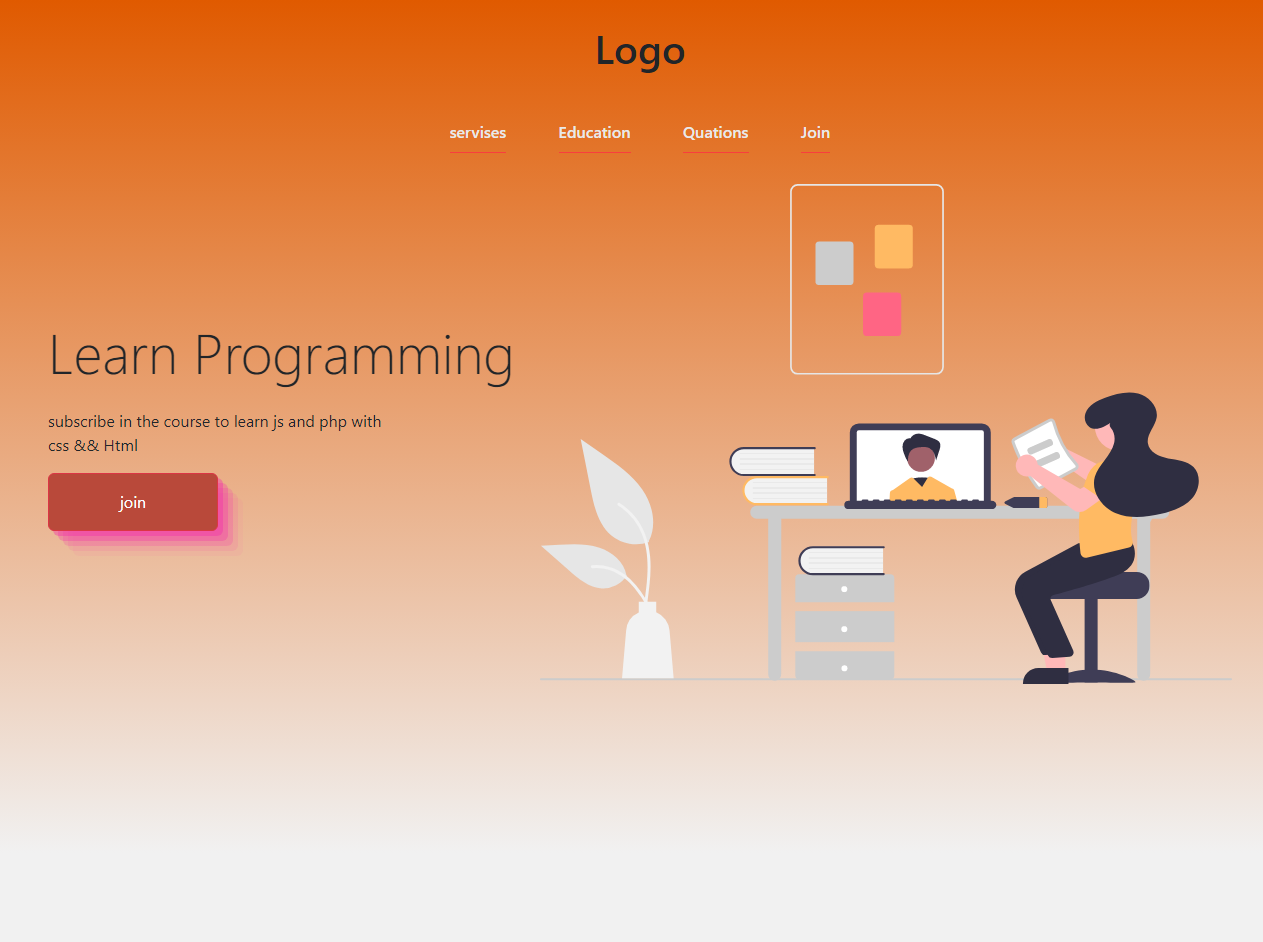 Logo
servises Education Quations Join
Learn Programming
subscribe in the course to learn js and php with
css && Html
join